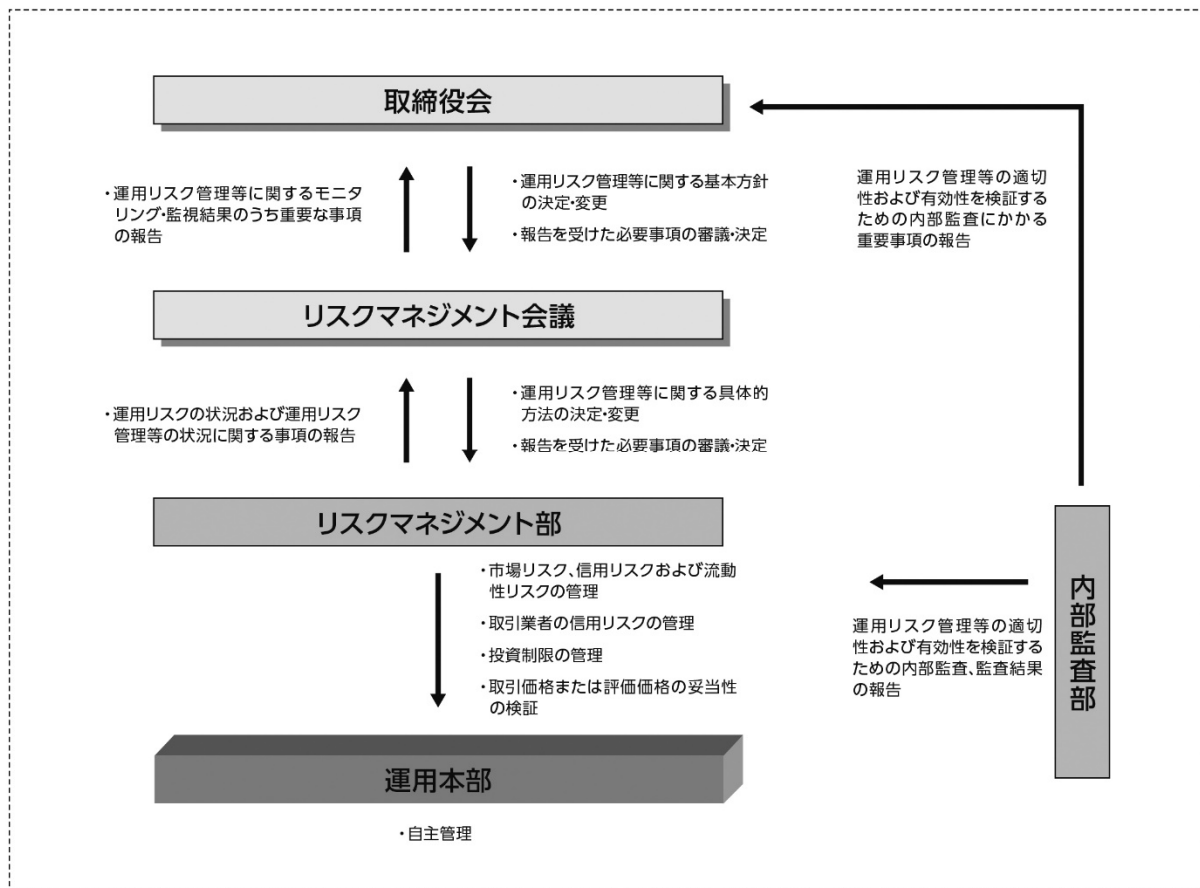 取締役会
・運用リスク管理等に関するモニタ
リング・監視結果のうち重要な事項
の報告
・運用リスク管理等に関する基本方針
の決定・変更
・報告を受けた必要事項の審議・決定
運用リスク管理等の適切
性および有効性を検証す
るための内部監査にかかる
重要事項の報告
リスクマネジメント会議
・運用リスクの状況および運用リスク
管理等の状況に関する事項の報告
・運用リスク管理等に関する具体的
方法の決定・変更
・報告を受けた必要事項の審議・決定
リスクマネジメント部
・市場リスク、信用リスクおよび流動
性リスクの管理
・取引業者の信用リスクの管理
・投資制限の管理
・取引価格または評価価格の妥当性
の検証
運用リスク管理等の適切
性および有効性を検証する
ための内部監査、監査結果
の報告
内部監査部
運用本部
・自主管理